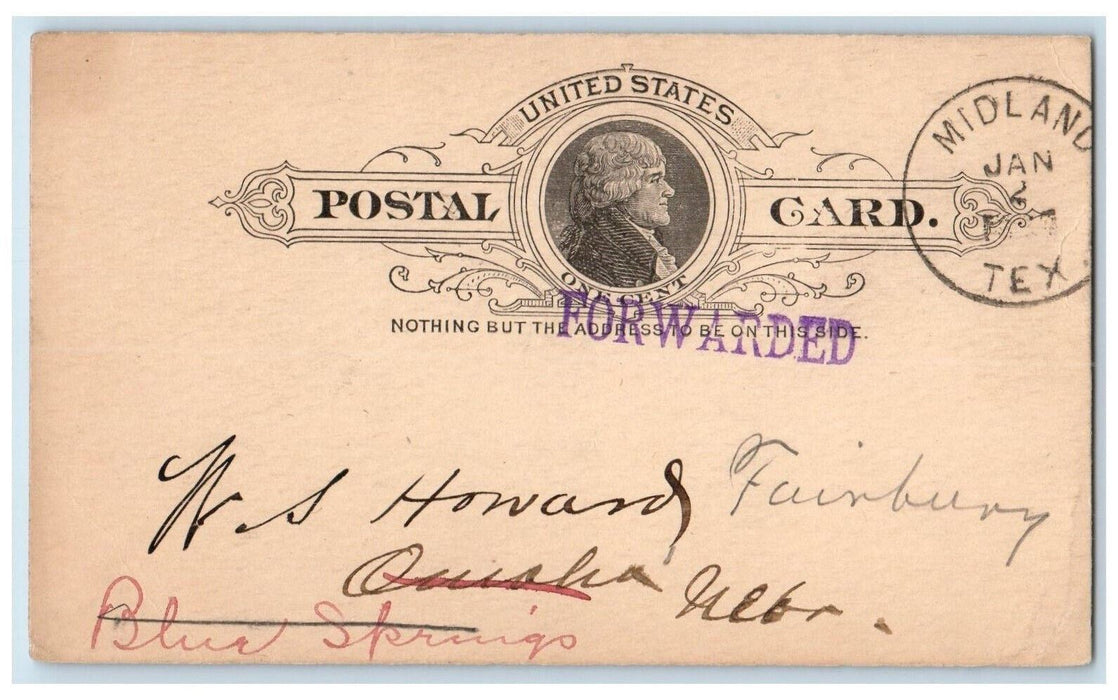 UNITED STATES
POSTAL CARD.
ONE CENT
NOTHING BUT THE ADDRESS TO BE ON THIS SIDE.
FORWARDED
MIDLAND
JAN
2
TEX.
W S Howard Fairbury
Omaha Nebr.
Blue Springs